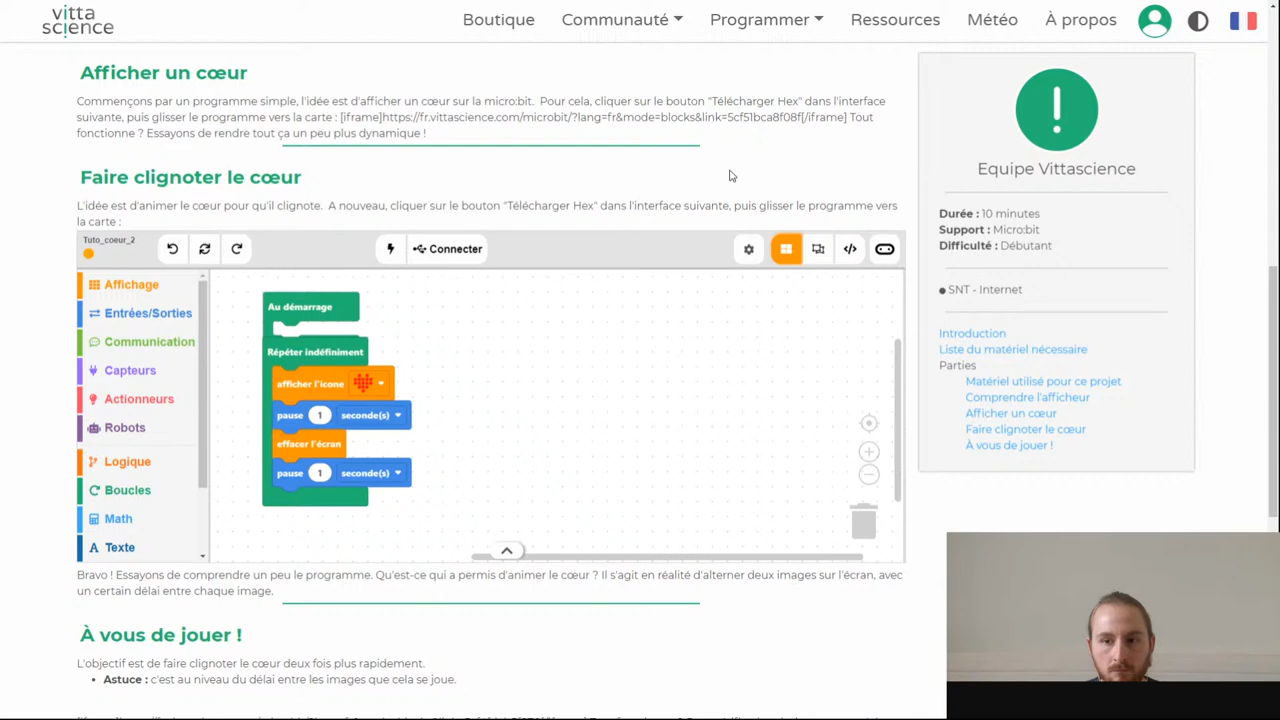 vitta
science
Boutique
Communauté
Programmer
Ressources
Météo
À propos
Afficher un cœur
Commençons par un programme simple, l'idée est d'afficher un cœur sur la micro:bit. Pour cela, cliquer sur le bouton "Télécharger Hex" dans l'interface
suivante, puis glisser le programme vers la carte : [iframe]https://fr.vittascience.com/microbit/?lang=fr&mode=blocks&link=5cf51bca8f08f[/iframe] Tout
fonctionne ? Essayons de rendre tout ça un peu plus dynamique !
Faire clignoter le cœur
L'idée est d'animer le cœur pour qu'il clignote. A nouveau, cliquer sur le bouton "Télécharger Hex" dans l'interface suivante, puis glisser le programme vers
la carte :
Tuto_coeur_2
Connecter
Affichage
Entrées/Sorties
Communication
Capteurs
Actionneurs
Robots
Logique
Boucles
Math
A Texte
Au démarrage
Répéter indéfiniment
afficher l'icone
pause 1 seconde(s)
effacer l'écran
pause 1 seconde(s)
Bravo ! Essayons de comprendre un peu le programme. Qu'est-ce qui a permis d'animer le cœur ? Il s'agit en réalité d'alterner deux images sur l'écran, avec
un certain délai entre chaque image.
À vous de jouer !
L'objectif est de faire clignoter le cœur deux fois plus rapidement.
• Astuce : c'est au niveau du délai entre les images que cela se joue.
Equipe Vittascience
Durée : 10 minutes
Support : Micro:bit
Difficulté : Débutant
SNT - Internet
Introduction
Liste du matériel nécessaire
Parties
Matériel utilisé pour ce projet
Comprendre l'afficheur
Afficher un cœur
Faire clignoter le cœur
À vous de jouer !